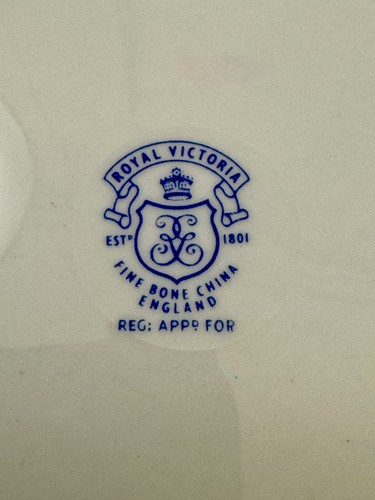 ROYAL VICTORIA
ESTD 1801
FINE BONE CHINA
ENGLAND
REG: APPD FOR